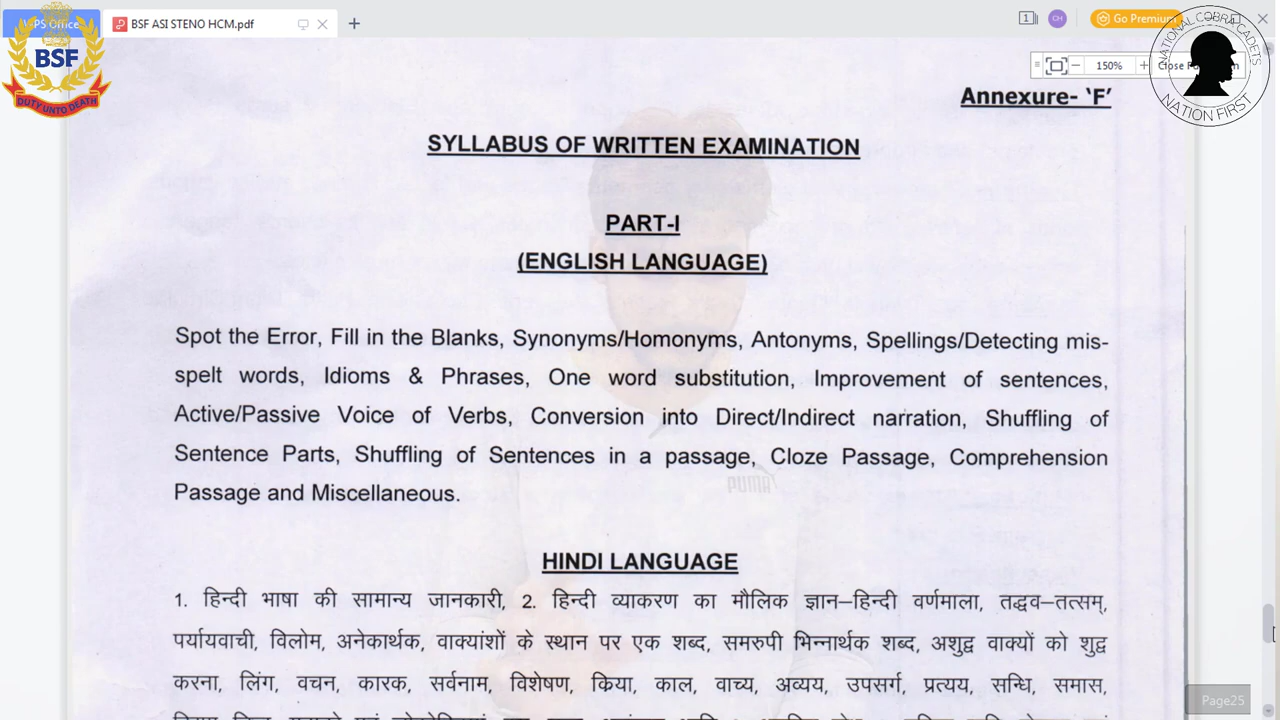 W-PS Office
BSF ASI STENO HCM.pdf
1
CH
Go Premium
BSF
DUTY UNTO DEATH
150%
NATIONAL COBRA CADETS
NATION FIRST
Annexure- ‘F’
SYLLABUS OF WRITTEN EXAMINATION
PART-I
(ENGLISH LANGUAGE)
Spot the Error, Fill in the Blanks, Synonyms/Homonyms, Antonyms, Spellings/Detecting mis-
spelt words, Idioms & Phrases, One word substitution, Improvement of sentences,
Active/Passive Voice of Verbs, Conversion into Direct/Indirect narration, Shuffling of
Sentence Parts, Shuffling of Sentences in a passage, Cloze Passage, Comprehension
Passage and Miscellaneous.
PUMA
HINDI LANGUAGE
1. हिन्दी भाषा की सामान्य जानकारी, 2. हिन्दी व्याकरण का मौलिक ज्ञान–हिन्दी वर्णमाला, तद्भव–तत्सम्,
पर्यायवाची, विलोम, अनेकार्थक, वाक्यांशों के स्थान पर एक शब्द, समरुपी भिन्नार्थक शब्द, अशुद्व वाक्यों को शुद्व
करना, लिंग, वचन, कारक, सर्वनाम, विशेषण, किया, काल, वाच्य, अव्यय, उपसर्ग, प्रत्यय, सन्धि, समास,
Page25